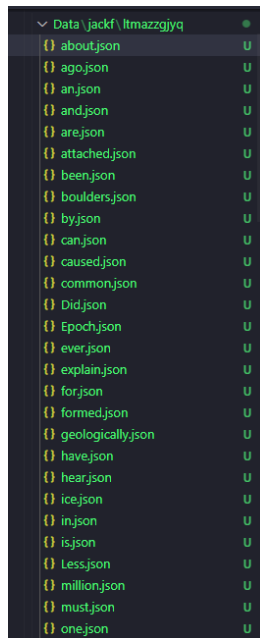 Data\jackf\ltmazzgjyq
{} about.json U
{} ago.json U
{} an.json U
{} and.json U
{} are.json U
{} attached.json U
{} been.json U
{} boulders.json U
{} by.json U
{} can.json U
{} caused.json U
{} common.json U
{} Did.json U
{} Epoch.json U
{} ever.json U
{} explain.json U
{} for.json U
{} formed.json U
{} geologically.json U
{} have.json U
{} hear.json U
{} ice.json U
{} in.json U
{} is.json U
{} Less.json U
{} million.json U
{} must.json U
{} one.json U